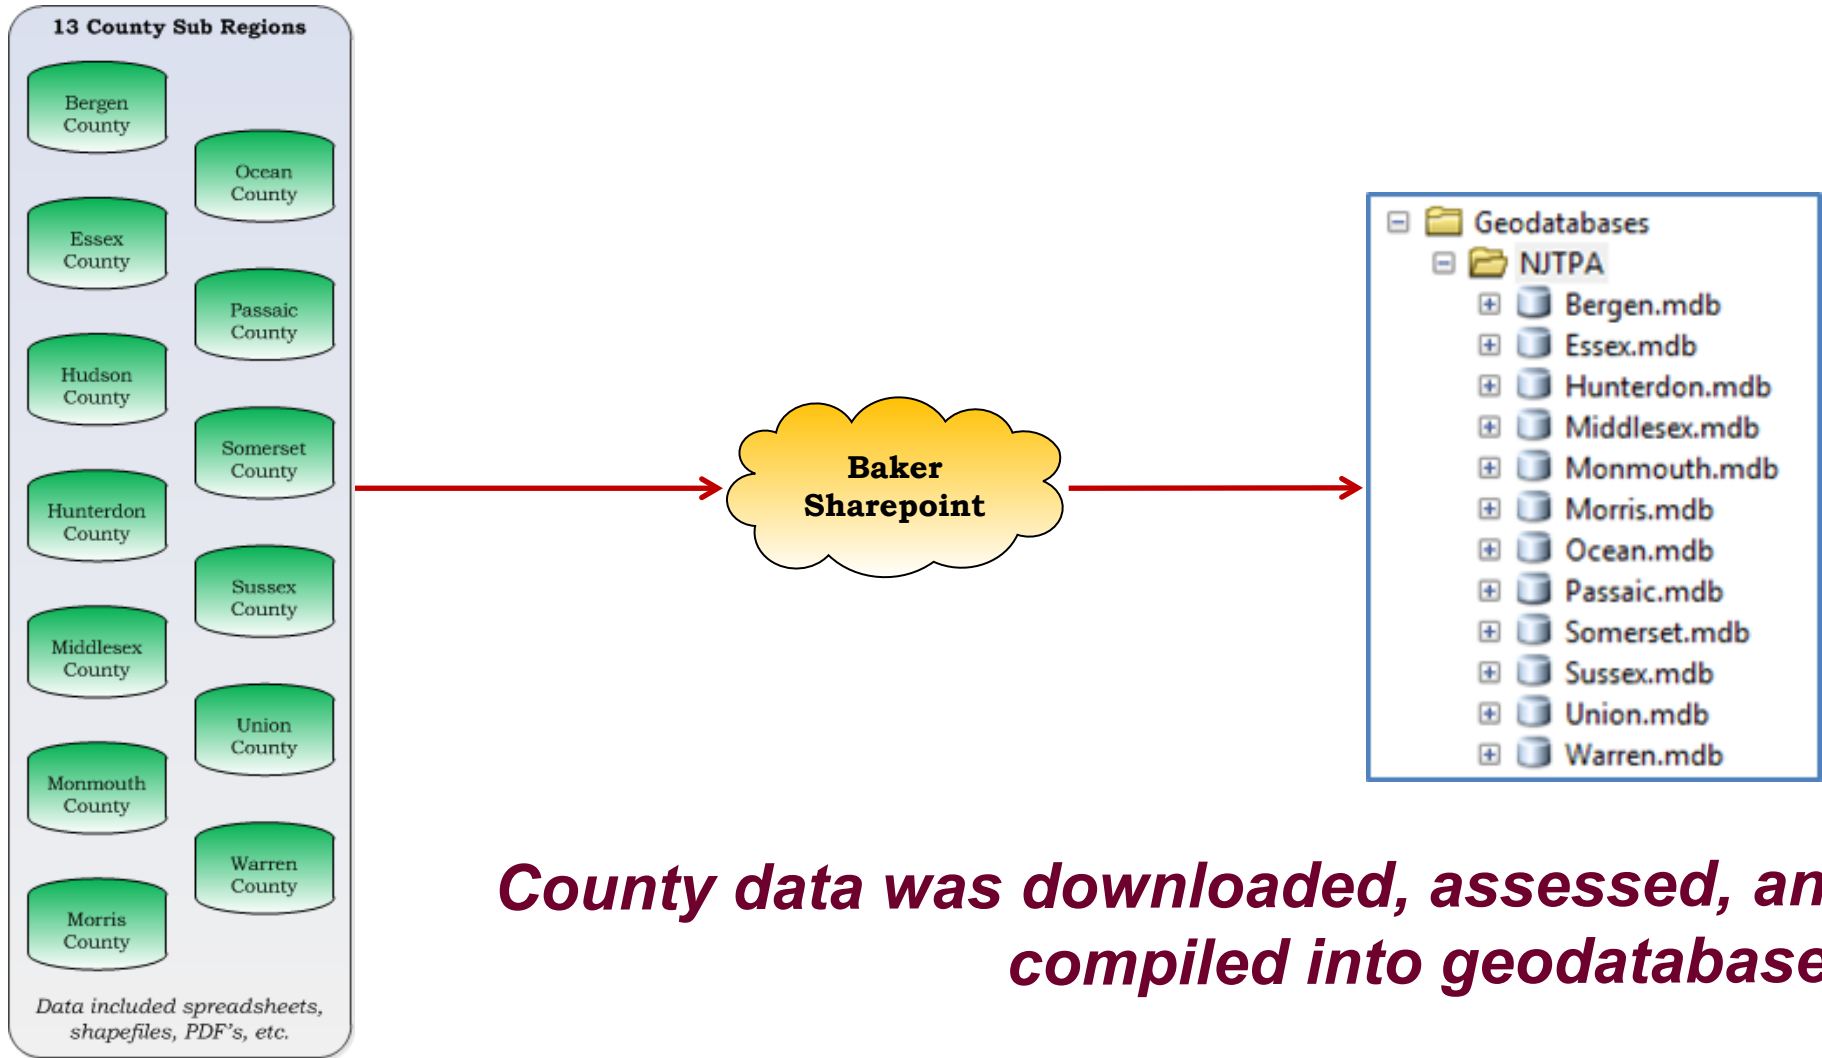 13 County Sub Regions
Bergen
County
Ocean
County
Essex
County
Passaic
County
Hudson
County
Somerset
County
Hunterdon
County
Sussex
County
Middlesex
County
Union
County
Monmouth
County
Warren
County
Morris
County
Data included spreadsheets,
shapefiles, PDF's, etc.
Baker
Sharepoint
Geodatabases
NJTPA
Bergen.mdb
Essex.mdb
Hunterdon.mdb
Middlesex.mdb
Monmouth.mdb
Morris.mdb
Ocean.mdb
Passaic.mdb
Somerset.mdb
Sussex.mdb
Union.mdb
Warren.mdb
County data was downloaded, assessed, an
compiled into geodatabase